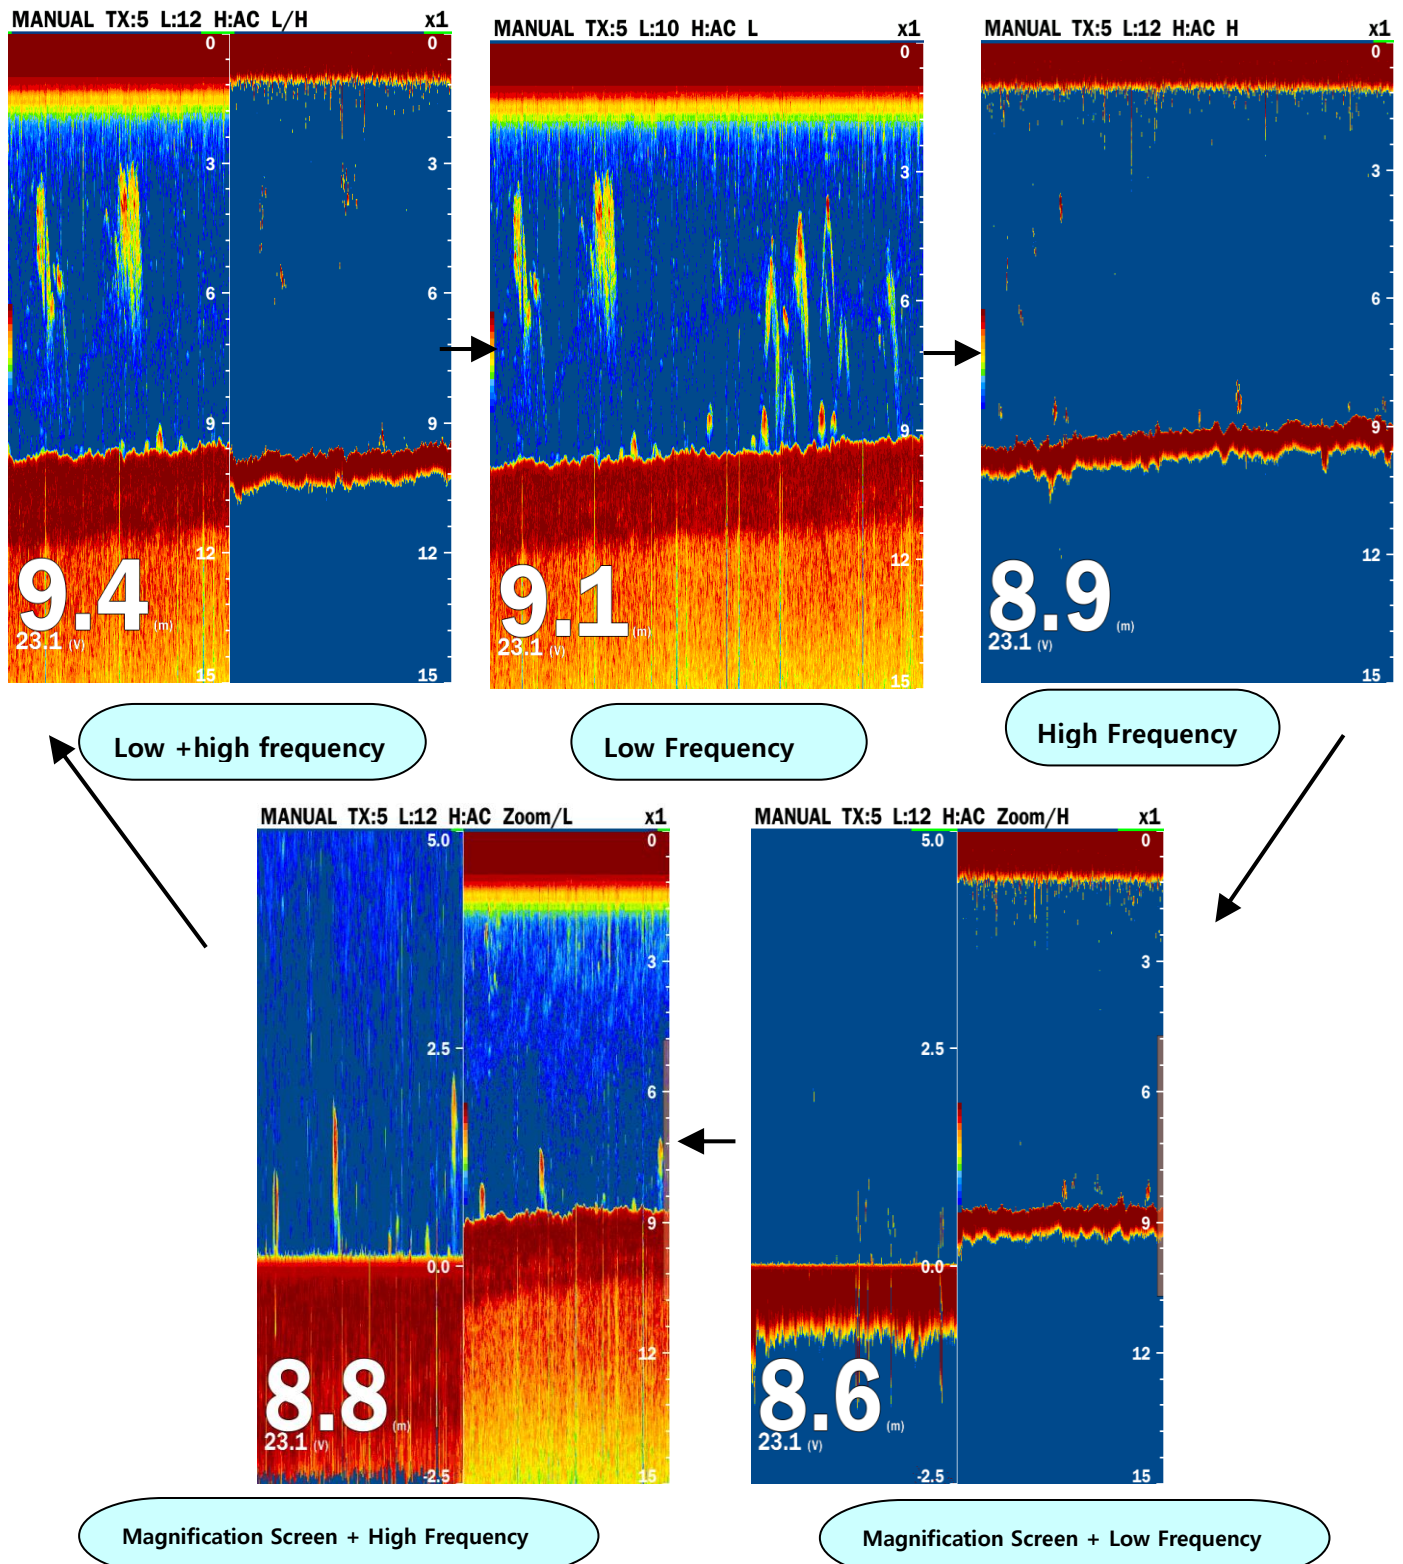 MANUAL TX:5 L:12 H:AC L/H x1
0 0
3 3
6 6
9 9
12 12
15 15
9.4 (m)
23.1 (V)
MANUAL TX:5 L:10 H:AC L x1
0
3
6
9
12
15
9.1 (m)
23.1 (V)
MANUAL TX:5 L:12 H:AC H x1
0
3
6
9
12
15
8.9 (m)
23.1 (V)
Low +high frequency
Low Frequency
High Frequency
MANUAL TX:5 L:12 H:AC Zoom/L x1
5.0 0
3
2.5
6
9
0.0
12
-2.5 15
8.8 (m)
23.1 (V)
MANUAL TX:5 L:12 H:AC Zoom/H x1
5.0 0
3
2.5
6
9
0.0
12
-2.5 15
8.6 (m)
23.1 (V)
Magnification Screen + High Frequency
Magnification Screen + Low Frequency